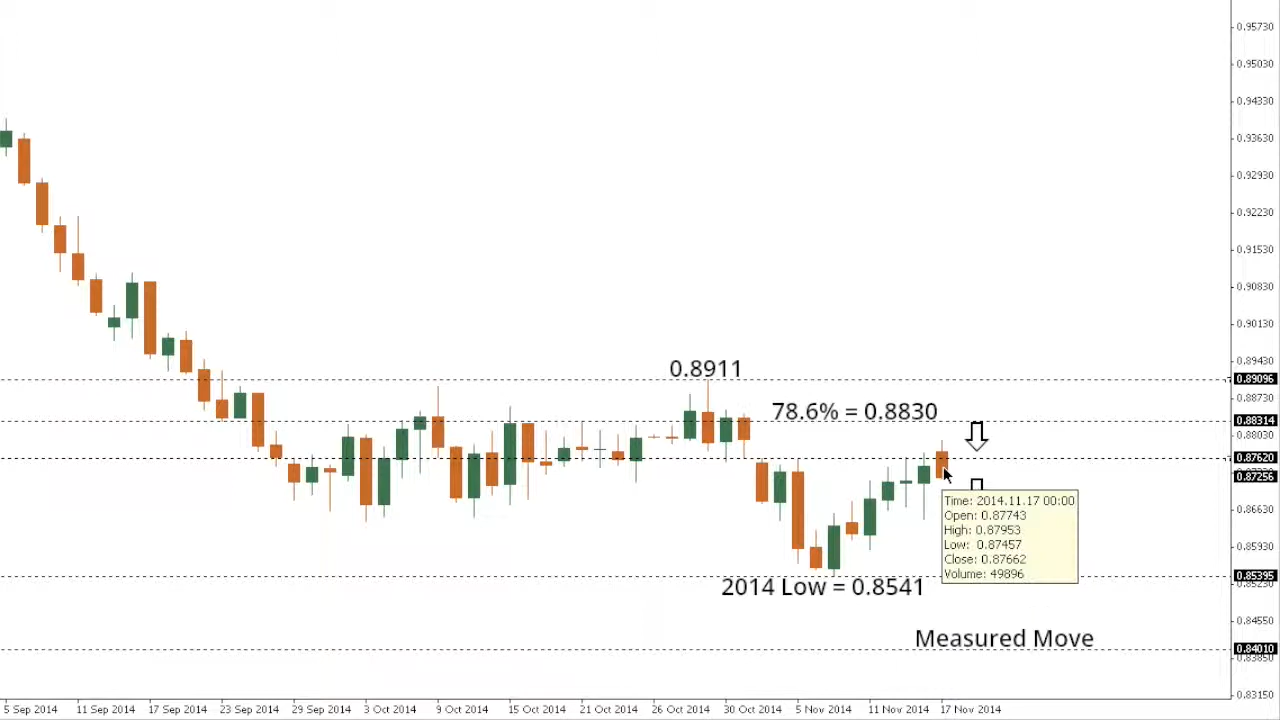 0.95730
0.95030
0.94330
0.93630
0.92930
0.92230
0.91530
0.90830
0.90130
0.89430
0.8911
0.89096
0.88730
78.6% = 0.8830
0.88314
0.88030
0.87620
0.87256
Time: 2014.11.17 00:00
Open: 0.87743
High: 0.87953
Low: 0.87457
Close: 0.87662
Volume: 49896
0.86630
0.85930
0.85395
0.85230
2014 Low = 0.8541
0.84550
Measured Move
0.84010
0.83850
0.83150
5 Sep 2014 11 Sep 2014 17 Sep 2014 23 Sep 2014 29 Sep 2014 3 Oct 2014 9 Oct 2014 15 Oct 2014 21 Oct 2014 26 Oct 2014 30 Oct 2014 5 Nov 2014 11 Nov 2014 17 Nov 2014